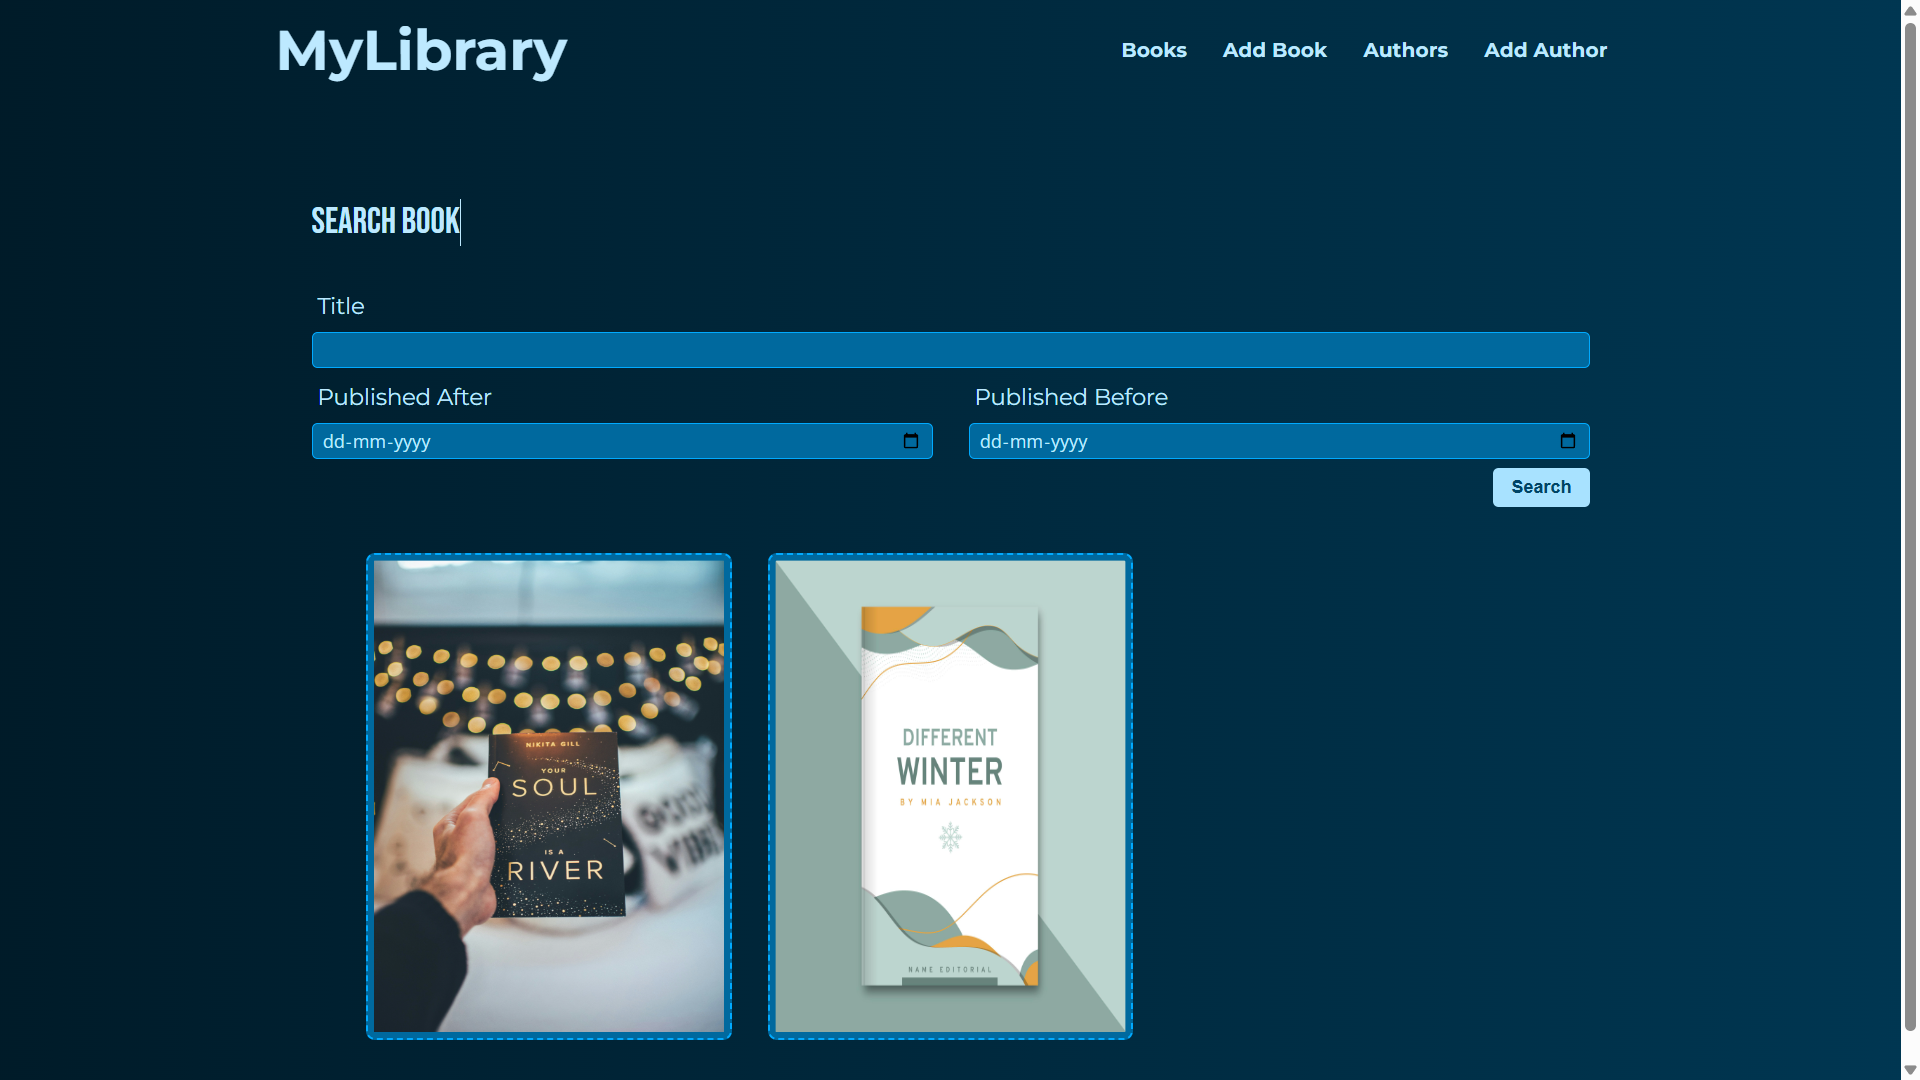 MyLibrary
Books
Add Book
Authors
Add Author
SEARCH BOOK
Title
Published After
Published Before
dd-mm-yyyy
dd-mm-yyyy
Search
NIKITA GILL
YOUR
SOUL
IS A
RIVER
DIFFERENT
WINTER
BY MIA JACKSON
NAME EDITORIAL